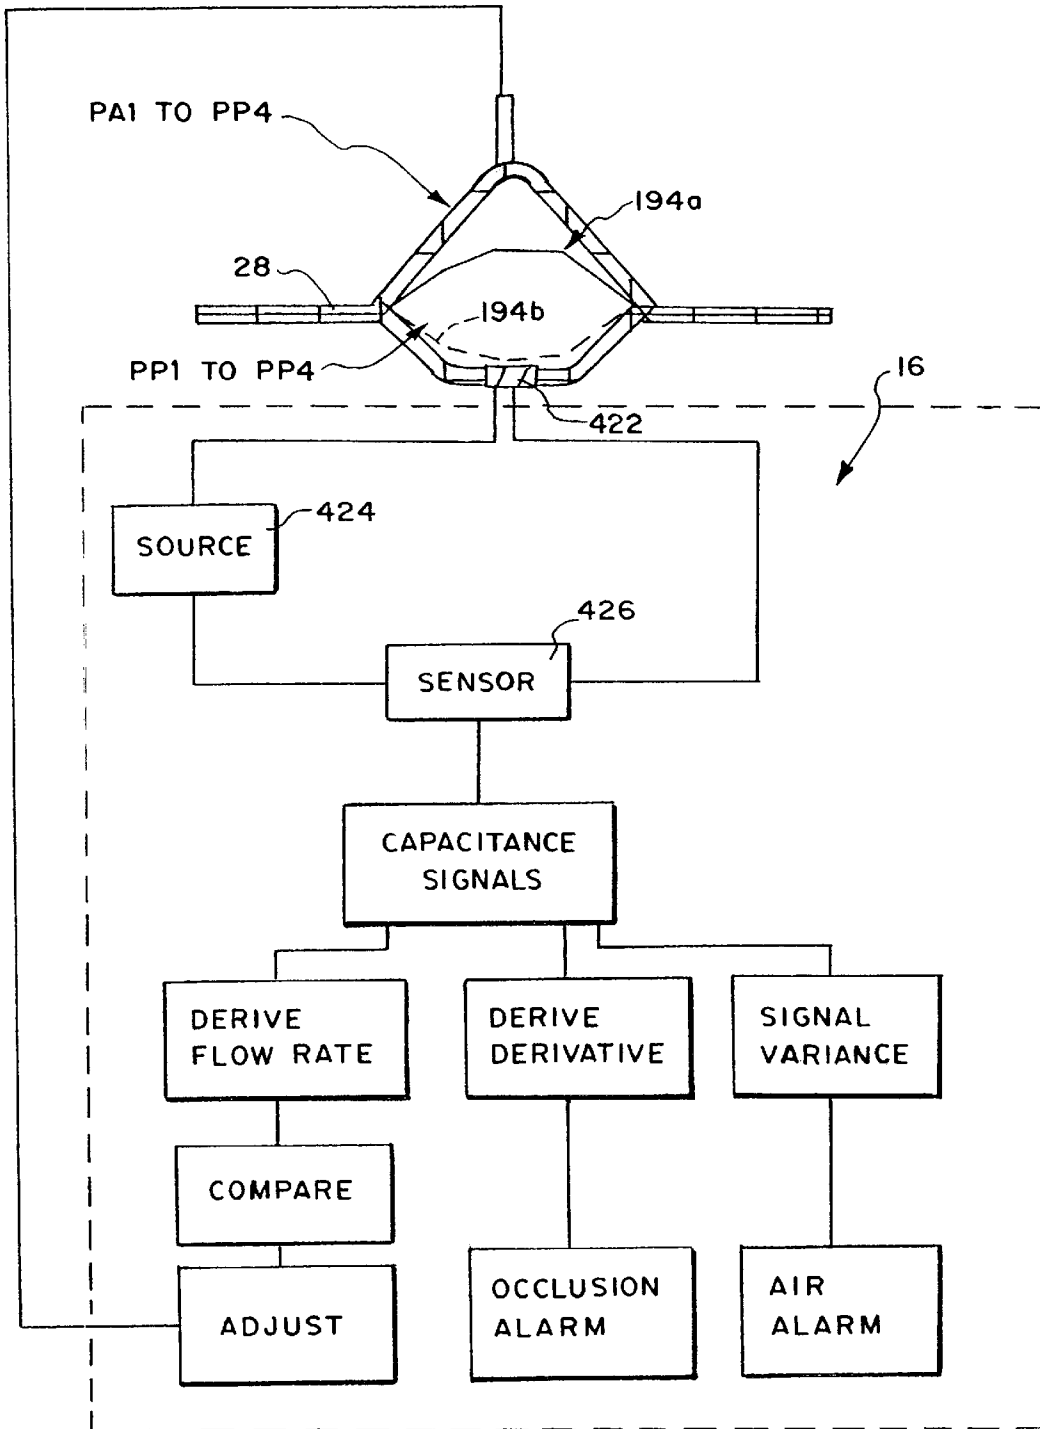 PA1 TO PP4
194a
28
194b
PP1 TO PP4
16
422
424
SOURCE
426
SENSOR
CAPACITANCE
SIGNALS
DERIVE
FLOW RATE
DERIVE
DERIVATIVE
SIGNAL
VARIANCE
COMPARE
ADJUST
OCCLUSION
ALARM
AIR
ALARM